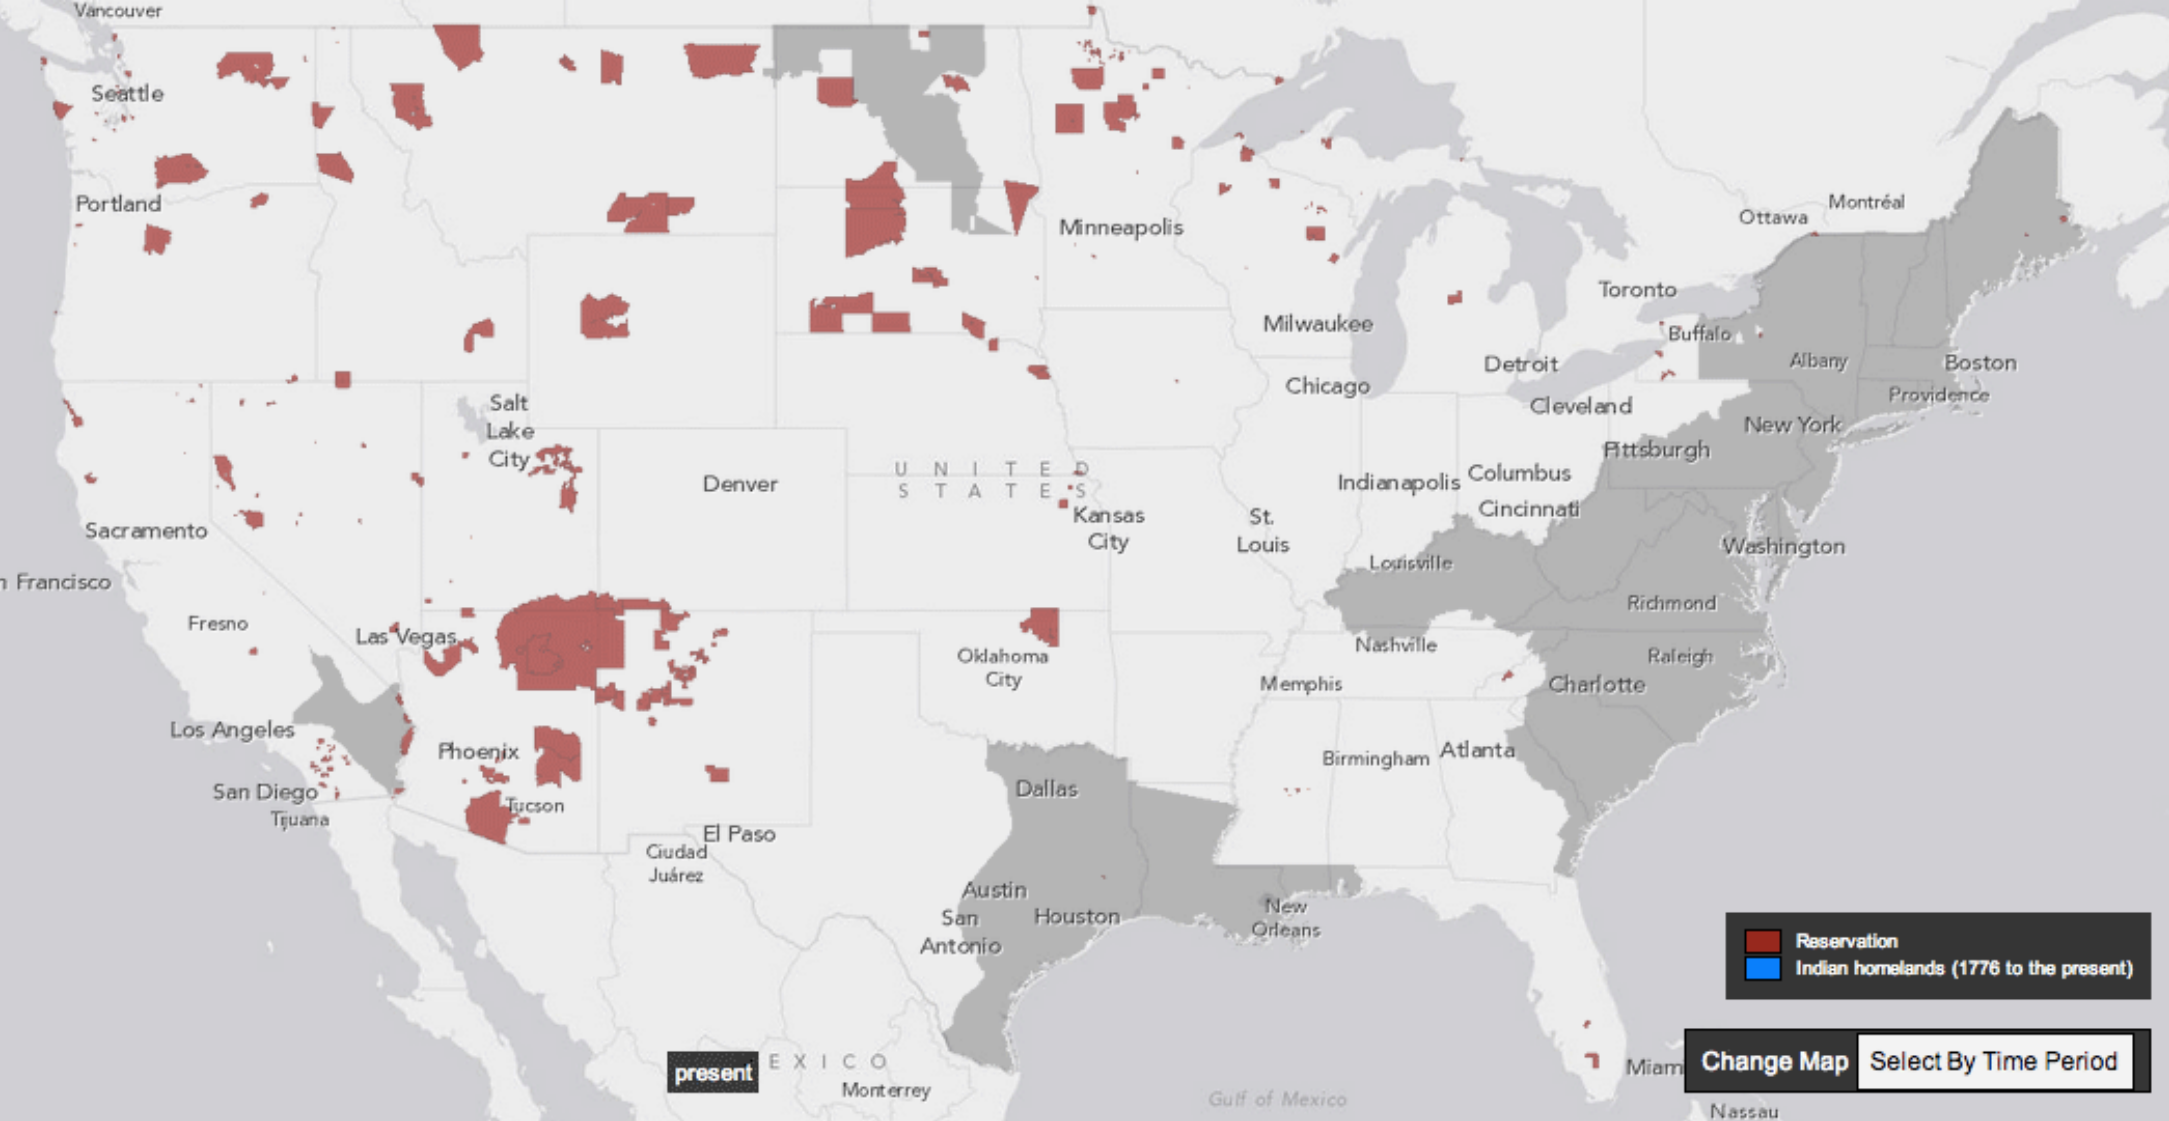 Vancouver
Seattle
Portland
Minneapolis
Ottawa
Montréal
Toronto
Buffalo
Milwaukee
Detroit
Albany
Boston
Chicago
Providence
Cleveland
New York
Salt
Lake
City
Pittsburgh
Denver
UNITED
STATES
Indianapolis
Columbus
Cincinnati
Kansas
City
St.
Louis
Sacramento
Washington
Louisville
n Francisco
Richmond
Fresno
Las Vegas
Oklahoma
City
Nashville
Raleigh
Memphis
Charlotte
Los Angeles
Phoenix
Birmingham
Atlanta
San Diego
Tucson
Dallas
Tijuana
El Paso
Ciudad
Juárez
Austin
San
Antonio
Houston
New
Orleans
Reservation
Indian homelands (1776 to the present)
present
EXICO
Monterrey
Gulf of Mexico
Miam
Change Map
Select By Time Period
Nassau